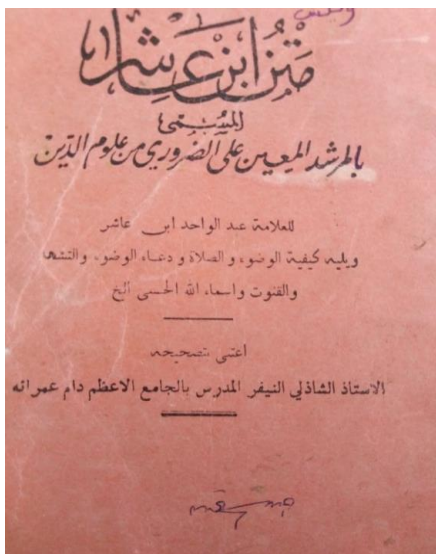 متن ابن عاشر
المسمى
بالمرشد المعين على الضروري من علوم الدين
للعلامة عبد الواحد ابن عاشر
ويليه كيفية الوضوء والصلاة ودعاء الوضوء والتشهد
والقنوت واسماء الله الحسنى الخ
اعتنى بتصحيحه
الاستاذ الشاذلي النيفر المدرس بالجامع الاعظم دام عمرانه